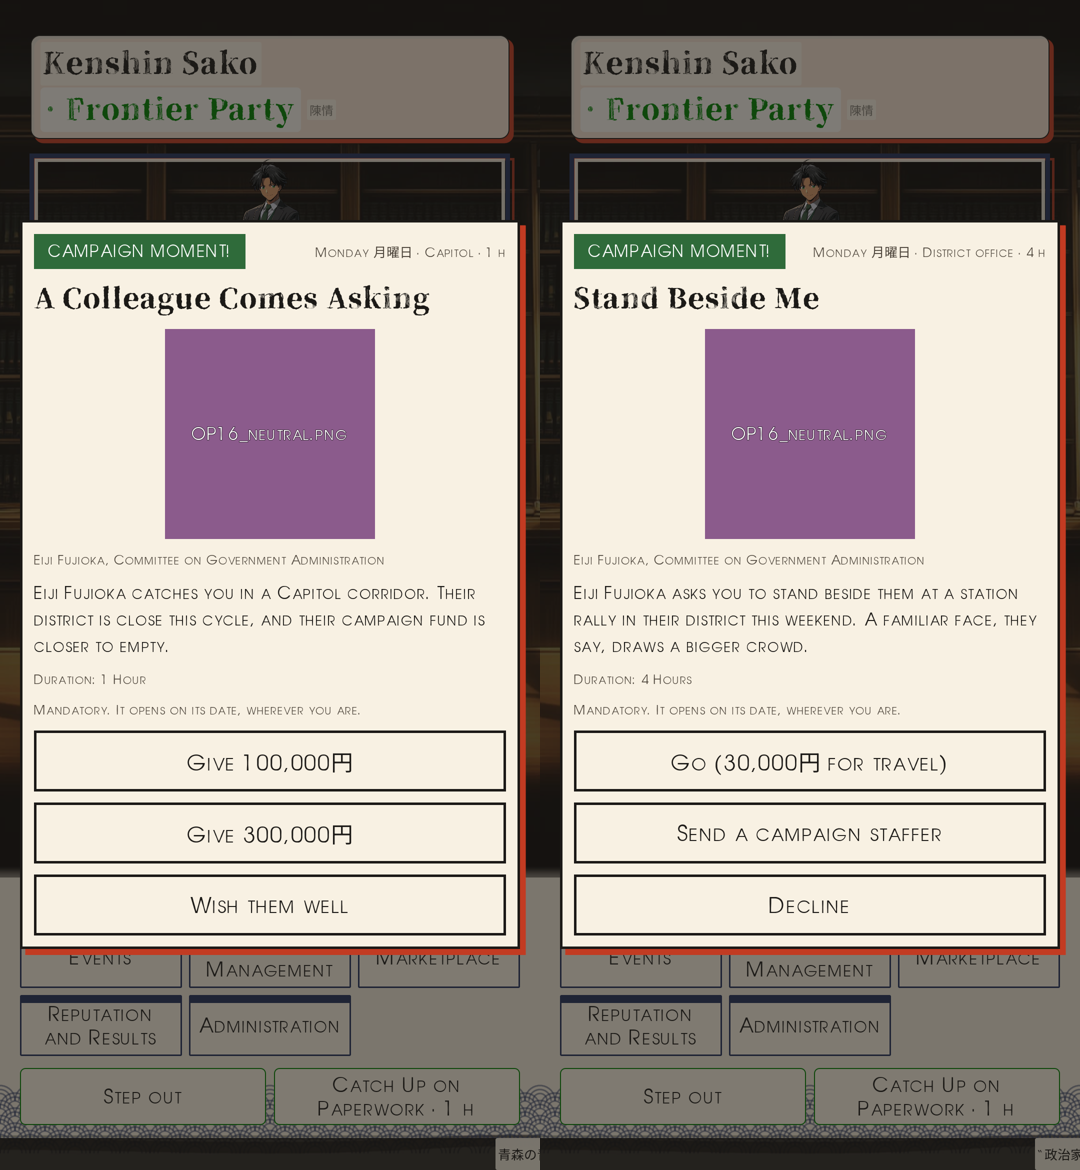 Kenshin Sako
· Frontier Party 陳情
CAMPAIGN MOMENT!
Monday 月曜日 · Capitol · 1 h
A Colleague Comes Asking
OP16_neutral.png
Eiji Fujioka, Committee on Government Administration
Eiji Fujioka catches you in a Capitol corridor. Their
district is close this cycle, and their campaign fund is
closer to empty.
Duration: 1 Hour
Mandatory. It opens on its date, wherever you are.
Give 100,000円
Give 300,000円
Wish them well
Events
Management
Marketplace
Reputation
and Results
Administration
Step out
Catch Up on
Paperwork · 1 h
青森の
Kenshin Sako
· Frontier Party 陳情
CAMPAIGN MOMENT!
Monday 月曜日 · District office · 4 h
Stand Beside Me
OP16_neutral.png
Eiji Fujioka, Committee on Government Administration
Eiji Fujioka asks you to stand beside them at a station
rally in their district this weekend. A familiar face, they
say, draws a bigger crowd.
Duration: 4 Hours
Mandatory. It opens on its date, wherever you are.
Go (30,000円 for travel)
Send a campaign staffer
Decline
Events
Management
Marketplace
Reputation
and Results
Administration
Step out
Catch Up on
Paperwork · 1 h
“政治家